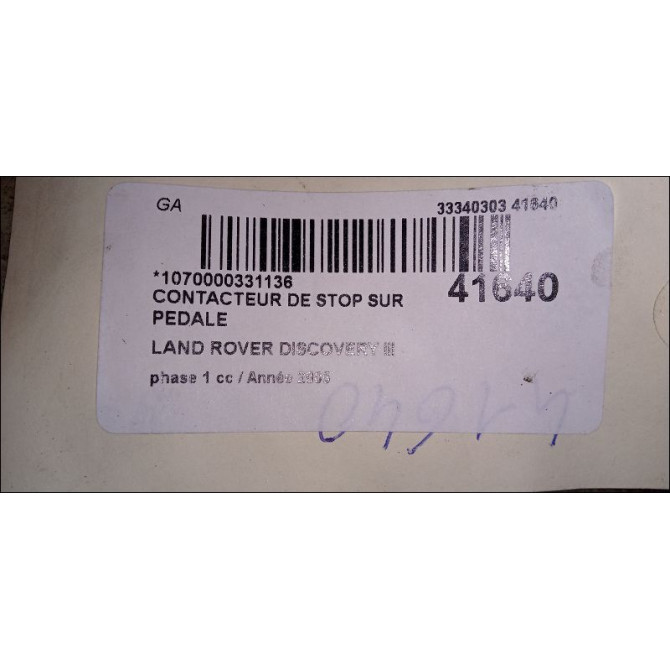 GA
33340303 41640
*1070000331136
41640
CONTACTEUR DE STOP SUR
PEDALE
LAND ROVER DISCOVERY III
phase 1 cc / Année
41640